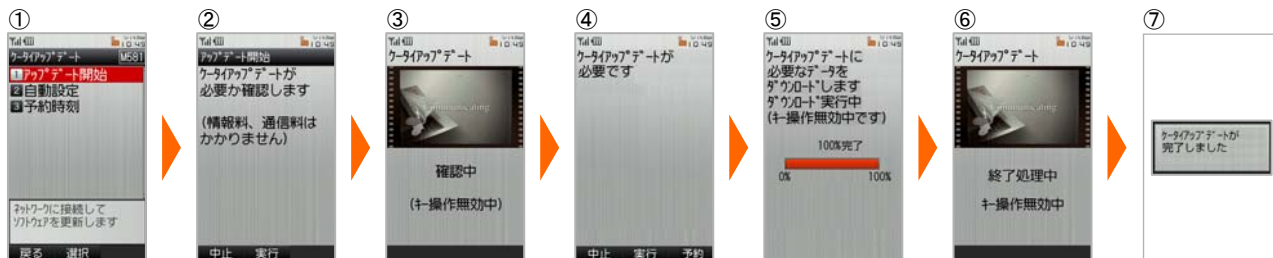 ①
10:49
ケータイアップデート M581
1アップデート開始
2自動設定
3予約時刻
ネットワークに接続して
ソフトウェアを更新します
戻る 選択
②
10:49
アップデート開始
ケータイアップデートが
必要か確認します
(情報料、通信料は
かかりません)
中止 実行
③
10:49
ケータイアップデート
確認中
(キー操作無効中)
④
10:49
ケータイアップデートが
必要です
中止 実行 予約
⑤
10:49
ケータイアップデートに
必要なデータを
ダウンロードします
ダウンロード実行中
(キー操作無効中です)
100%完了
0% 100%
⑥
10:49
ケータイアップデート
終了処理中
キー操作無効中
⑦
ケータイアップデートが
完了しました